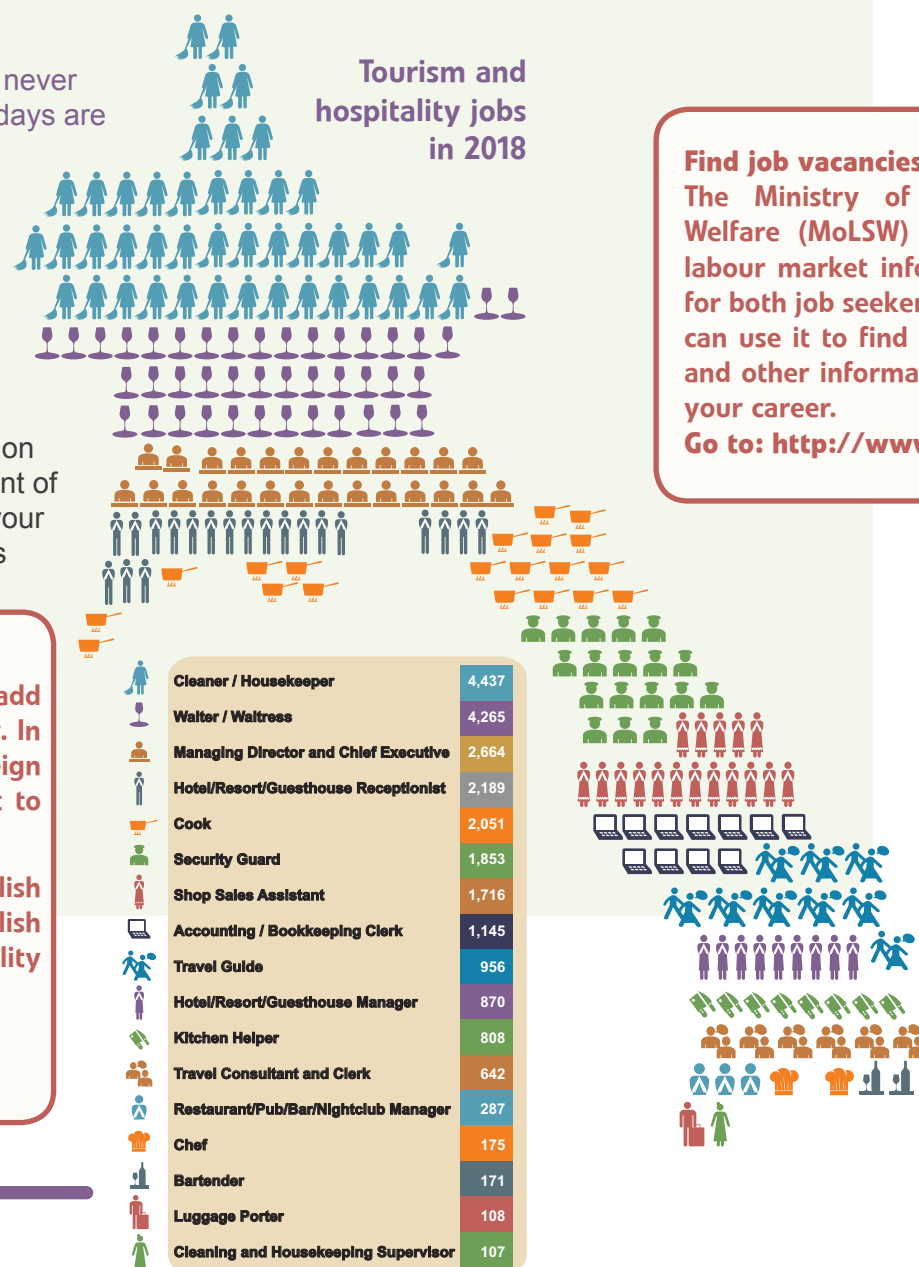 never
days are
Tourism and
hospitality jobs
in 2018
Find job vacancies
The Ministry of
Welfare (MoLSW)
labour market info
for both job seeker
can use it to find
and other informa
your career.
Go to: http://www
on
nt of
your
s
add
. In
eign
t to
lish
lish
lity
Cleaner / Housekeeper 4,437
Waiter / Waitress 4,265
Managing Director and Chief Executive 2,664
Hotel/Resort/Guesthouse Receptionist 2,189
Cook 2,051
Security Guard 1,853
Shop Sales Assistant 1,716
Accounting / Bookkeeping Clerk 1,145
Travel Guide 956
Hotel/Resort/Guesthouse Manager 870
Kitchen Helper 808
Travel Consultant and Clerk 642
Restaurant/Pub/Bar/Nightclub Manager 287
Chef 175
Bartender 171
Luggage Porter 108
Cleaning and Housekeeping Supervisor 107